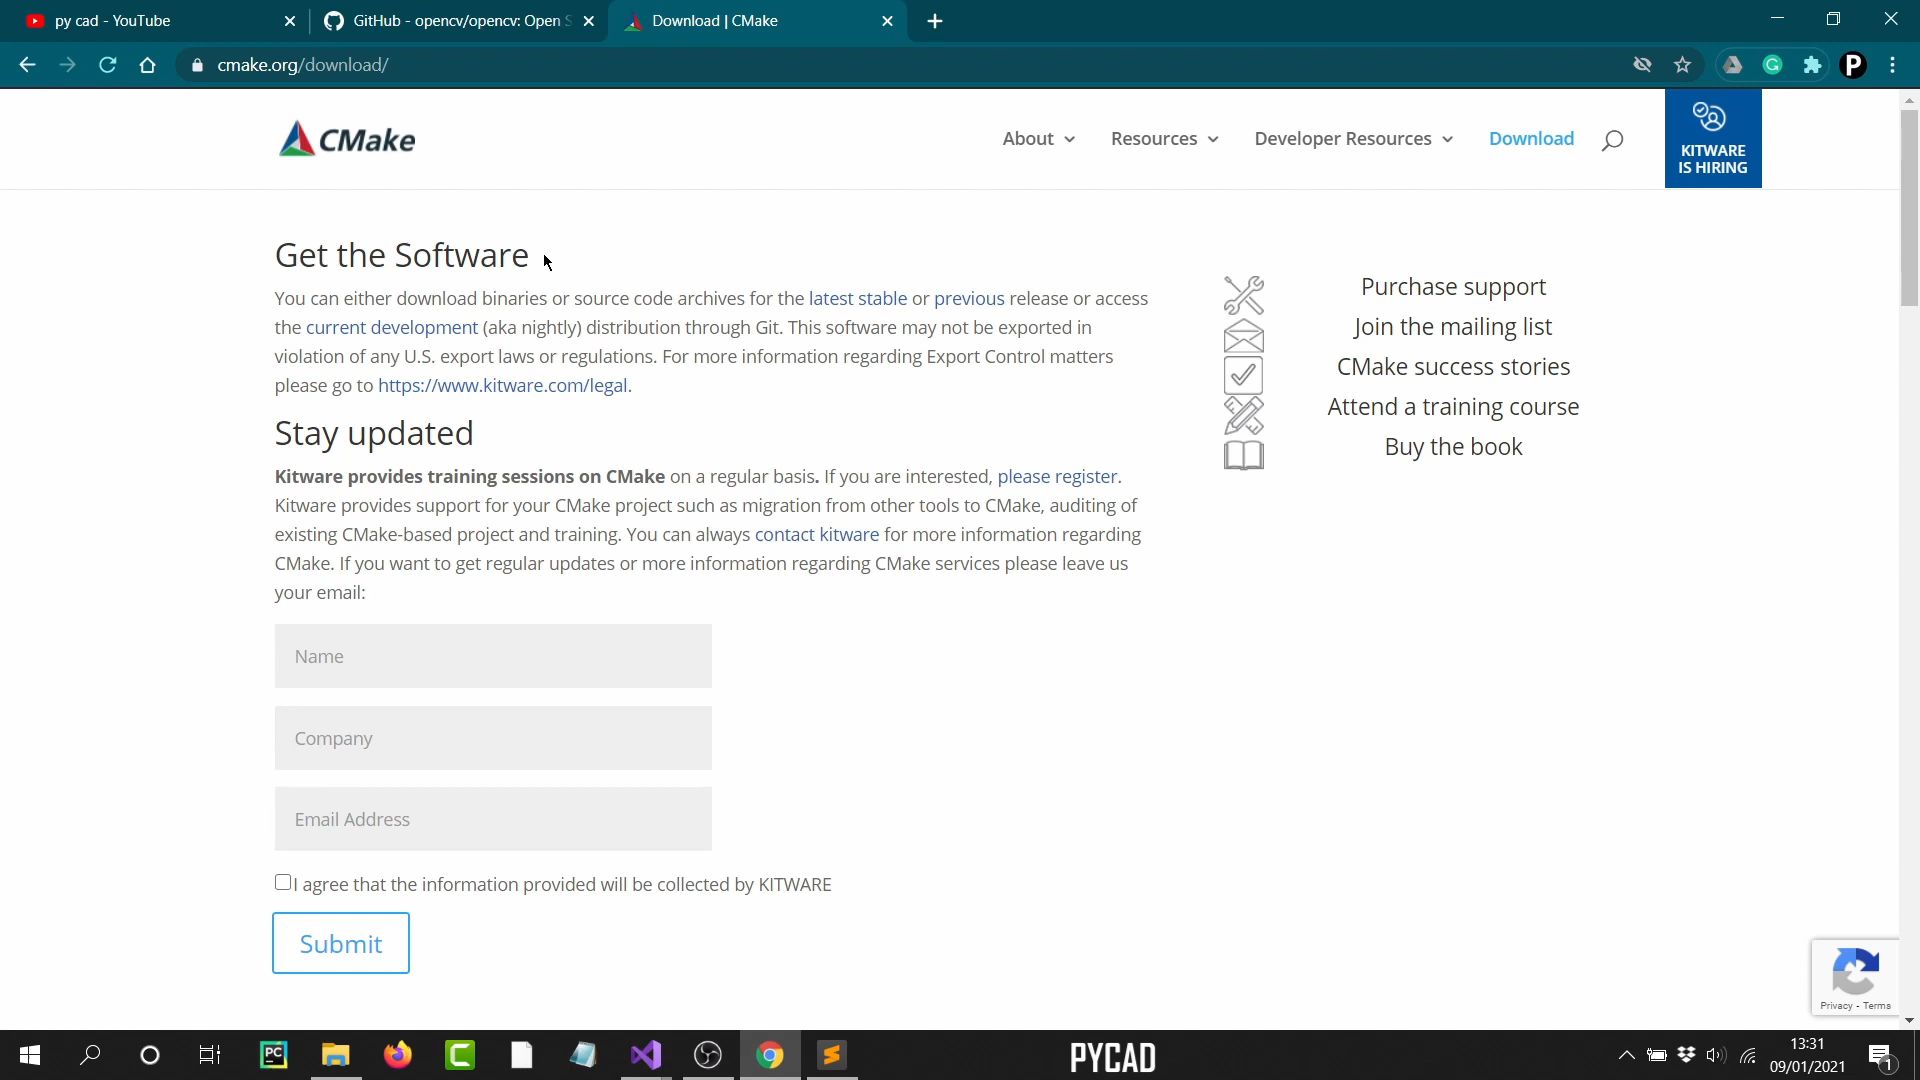 py cad - YouTube
GitHub - opencv/opencv: Open S
Download | CMake
cmake.org/download/
P
CMake
About
Resources
Developer Resources
Download
KITWARE
IS HIRING
Get the Software
You can either download binaries or source code archives for the latest stable or previous release or access
the current development (aka nightly) distribution through Git. This software may not be exported in
violation of any U.S. export laws or regulations. For more information regarding Export Control matters
please go to https://www.kitware.com/legal.
Purchase support
Join the mailing list
CMake success stories
Attend a training course
Buy the book
Stay updated
Kitware provides training sessions on CMake on a regular basis. If you are interested, please register.
Kitware provides support for your CMake project such as migration from other tools to CMake, auditing of
existing CMake-based project and training. You can always contact kitware for more information regarding
CMake. If you want to get regular updates or more information regarding CMake services please leave us
your email:
Name
Company
Email Address
I agree that the information provided will be collected by KITWARE
Submit
Privacy - Terms
PC
PYCAD
13:31
09/01/2021
1